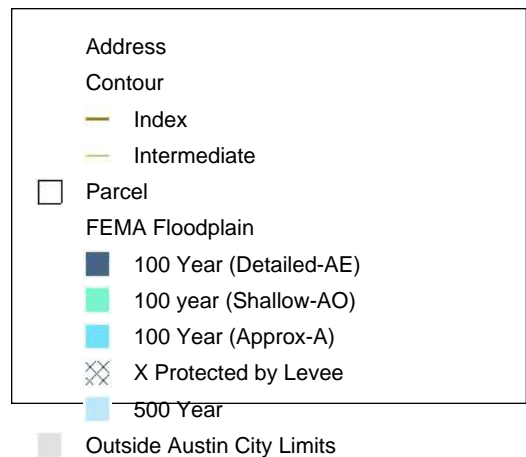 Address
Contour
Index
Intermediate
Parcel
FEMA Floodplain
100 Year (Detailed-AE)
100 year (Shallow-AO)
100 Year (Approx-A)
X Protected by Levee
500 Year
Outside Austin City Limits